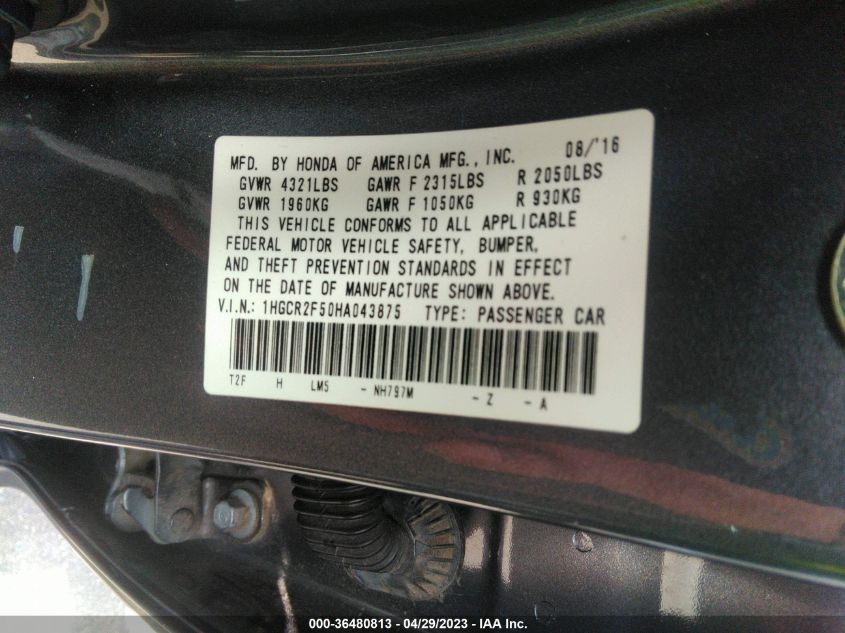 08/'16
MFD. BY HONDA OF AMERICA MFG., INC.
GVWR 4321LBS GAWR F 2315LBS R 2050LBS
GVWR 1960KG GAWR F 1050KG R 930KG
THIS VEHICLE CONFORMS TO ALL APPLICABLE
FEDERAL MOTOR VEHICLE SAFETY, BUMPER,
AND THEFT PREVENTION STANDARDS IN EFFECT
ON THE DATE OF MANUFACTURE SHOWN ABOVE.
V.I.N.: 1HGCR2F50HA043875 TYPE: PASSENGER CAR
T2F H LM5 - NH797M - Z - A
000-36480813 - 04/29/2023 - IAA Inc.